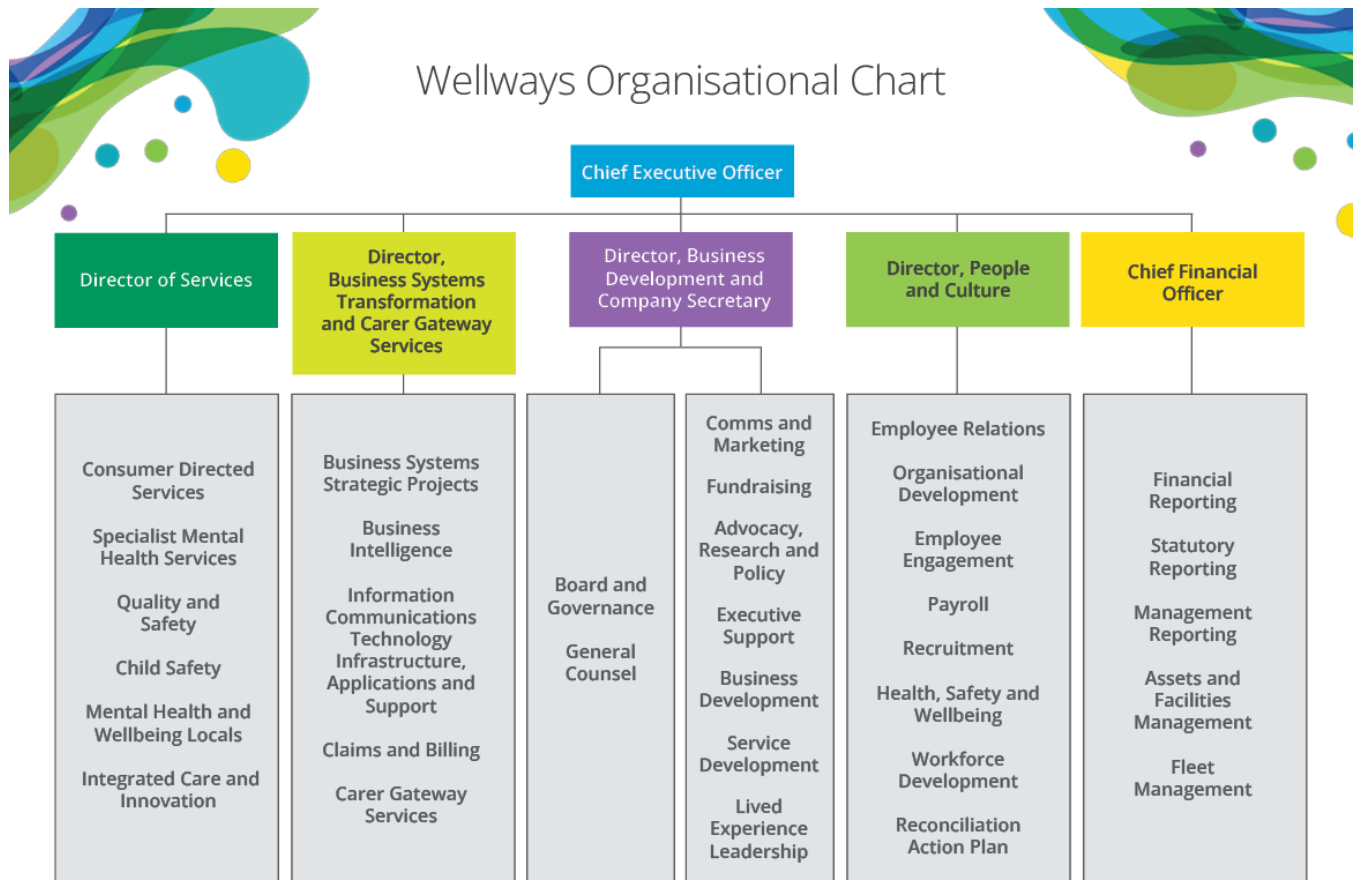 Wellways Organisational Chart
Chief Executive Officer
Director of Services
Director,
Business Systems
Transformation
and Carer Gateway
Services
Director, Business
Development and
Company Secretary
Director, People
and Culture
Chief Financial
Officer
Consumer Directed
Services
Specialist Mental
Health Services
Quality and
Safety
Child Safety
Mental Health and
Wellbeing Locals
Integrated Care and
Innovation
Business Systems
Strategic Projects
Business
Intelligence
Information
Communications
Technology
Infrastructure,
Applications and
Support
Claims and Billing
Carer Gateway
Services
Board and
Governance
General
Counsel
Comms and
Marketing
Fundraising
Advocacy,
Research and
Policy
Executive
Support
Business
Development
Service
Development
Lived
Experience
Leadership
Employee Relations
Organisational
Development
Employee
Engagement
Payroll
Recruitment
Health, Safety and
Wellbeing
Workforce
Development
Reconciliation
Action Plan
Financial
Reporting
Statutory
Reporting
Management
Reporting
Assets and
Facilities
Management
Fleet
Management